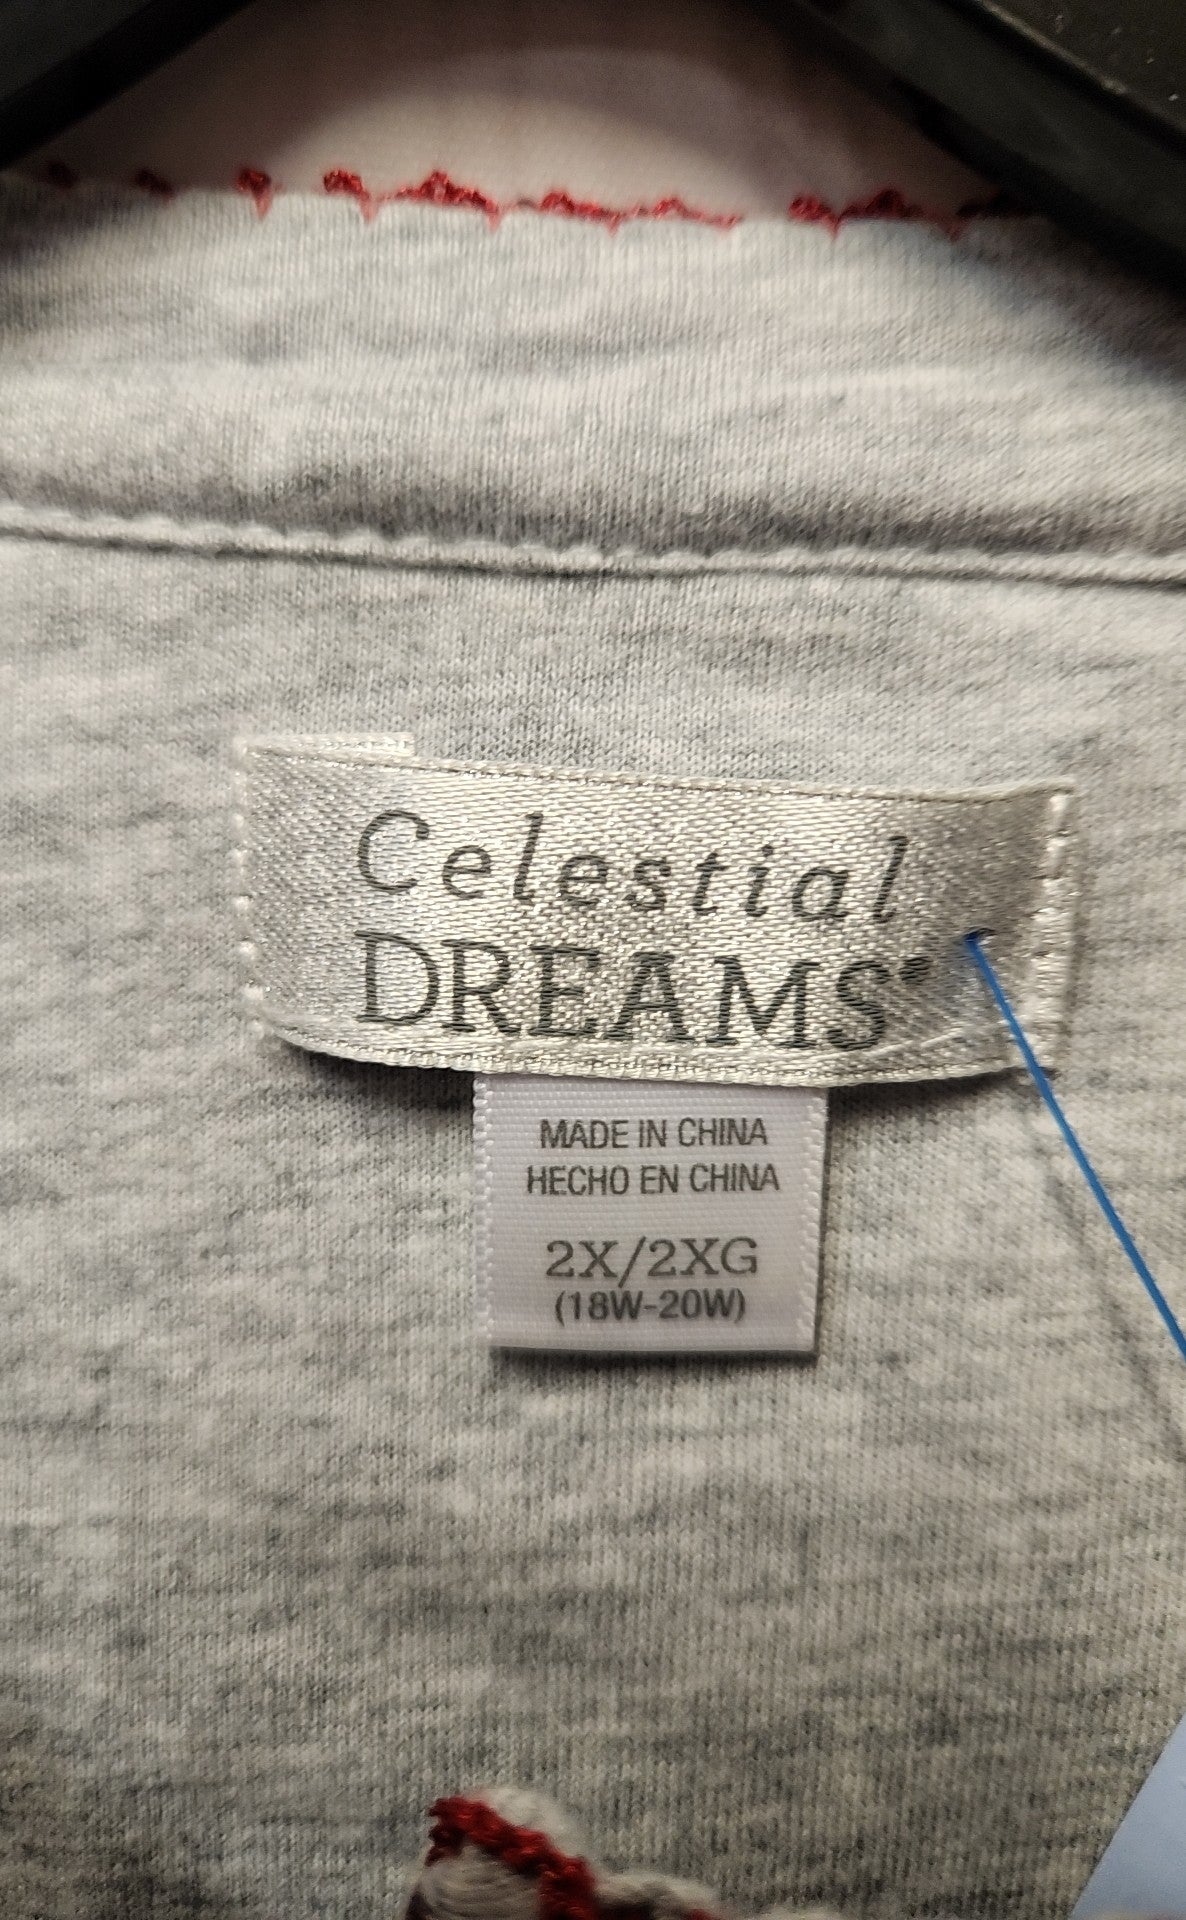 Celestial
DREAMS®
MADE IN CHINA
HECHO EN CHINA
2X/2XG
(18W-20W)